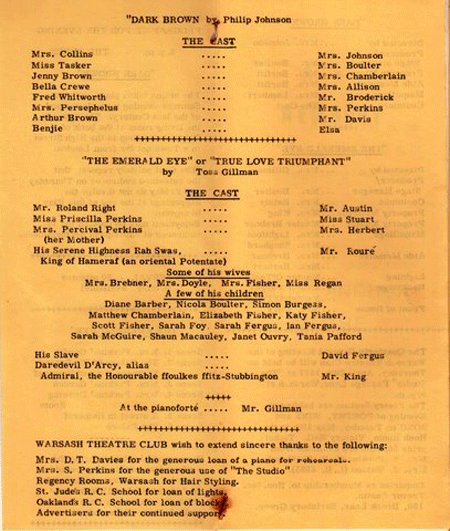 "DARK BROWN by Philip Johnson
THE CAST
Mrs. Collins ..... Mrs. Johnson
Miss Tasker ..... Mrs. Boulter
Jenny Brown ..... Mrs. Chamberlain
Bella Crewe ..... Mrs. Allison
Fred Whitworth ..... Mr. Broderick
Mrs. Persephelus ..... Mrs. Perkins
Arthur Brown ..... Mr. Davis
Benjie ..... Elsa
++++++++++++++++++++++++++++++++++
"THE EMERALD EYE" or "TRUE LOVE TRIUMPHANT"
by Toss Gillman
THE CAST
Mr. Roland Right ..... Mr. Austin
Miss Priscilla Perkins ..... Miss Stuart
Mrs. Percival Perkins ..... Mrs. Herbert
(her Mother)
His Serene Highness Rah Swas, ..... Mr. Rouré
King of Hameraf (an oriental Potentate)
Some of his wives
Mrs. Brebner, Mrs. Doyle, Mrs. Fisher, Miss Regan
A few of his children
Diane Barber, Nicola Boulter, Simon Burgess,
Matthew Chamberlain, Elizabeth Fisher, Katy Fisher,
Scott Fisher, Sarah Foy, Sarah Fergus, Ian Fergus,
Sarah McGuire, Shaun Macauley, Janet Ouvry, Tania Pafford
His Slave ..... David Fergus
Daredevil D'Arcy, alias .....
Admiral, the Honourable ffoulkes ffitz-Stubbington Mr. King
+++++
At the pianoforté ..... Mr. Gillman
++++++++++++++++++++++++++++++++++
WARSASH THEATRE CLUB wish to extend sincere thanks to the following:
Mrs. D. T. Davies for the generous loan of a piano for rehearsals.
Mrs. S. Perkins for the generous use of "The Studio"
Regency Rooms, Warsash for Hair Styling.
St. Jude's R. C. School for loan of lights.
Oakland's R. C. School for loan of blocks
Advertisers for their continued support.